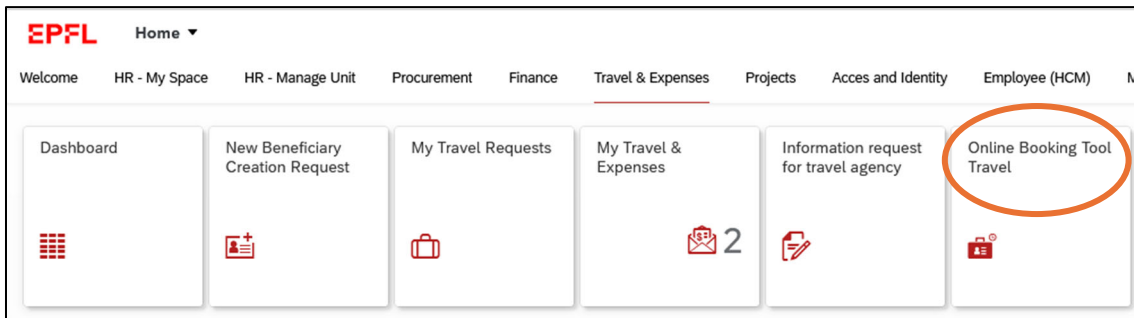 EPFL Home
Welcome HR - My Space HR - Manage Unit Procurement Finance Travel & Expenses Projects Acces and Identity Employee (HCM)
Dashboard
New Beneficiary
Creation Request
My Travel Requests
My Travel &
Expenses
2
Information request
for travel agency
Online Booking Tool
Travel